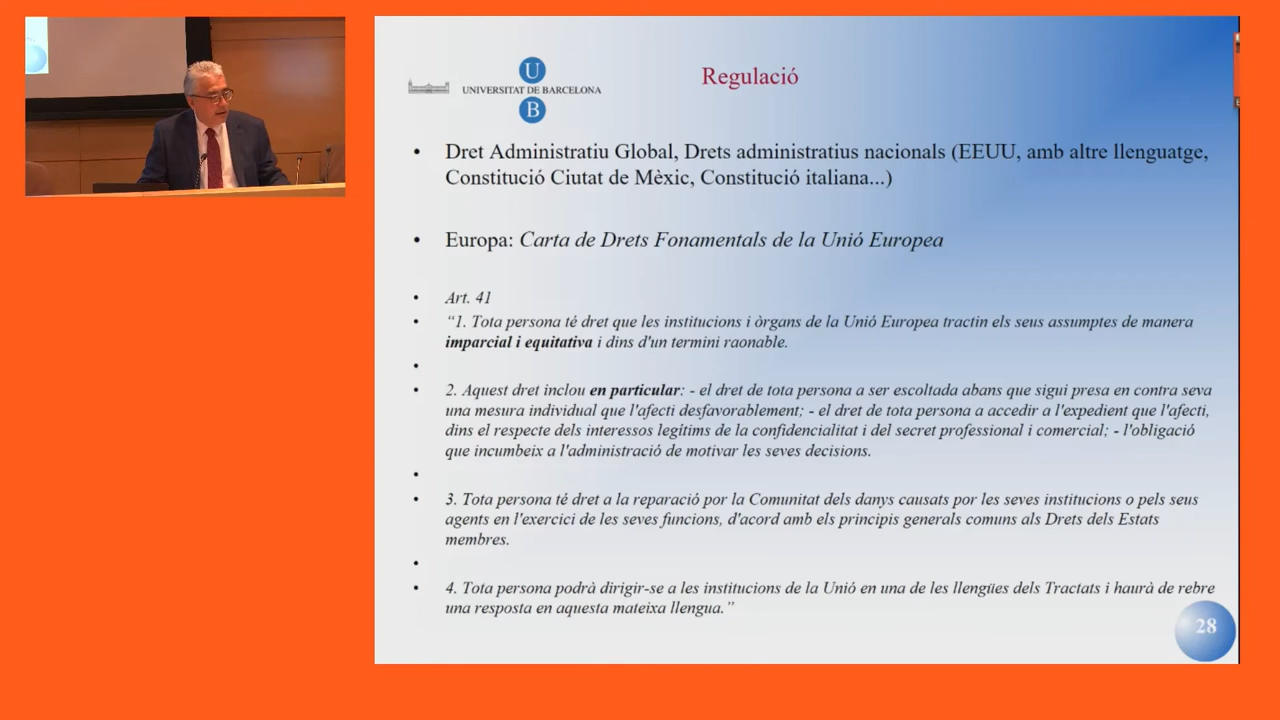 U
UNIVERSITAT DE BARCELONA
B
Regulació
• Dret Administratiu Global, Drets administratius nacionals (EEUU, amb altre llenguatge,
Constitució Ciutat de Mèxic, Constitució italiana...)
• Europa: Carta de Drets Fonamentals de la Unió Europea
• Art. 41
• “1. Tota persona té dret que les institucions i òrgans de la Unió Europea tractin els seus assumptes de manera
imparcial i equitativa i dins d'un termini raonable.
•
• 2. Aquest dret inclou en particular: - el dret de tota persona a ser escoltada abans que sigui presa en contra seva
una mesura individual que l'afecti desfavorablement; - el dret de tota persona a accedir a l'expedient que l'afecti,
dins el respecte dels interessos legítims de la confidencialitat i del secret professional i comercial; - l'obligació
que incumbeix a l'administració de motivar les seves decisions.
•
• 3. Tota persona té dret a la reparació por la Comunitat dels danys causats por les seves institucions o pels seus
agents en l'exercici de les seves funcions, d'acord amb els principis generals comuns als Drets dels Estats
membres.
•
• 4. Tota persona podrà dirigir-se a les institucions de la Unió en una de les llengües dels Tractats i haurà de rebre
una resposta en aquesta mateixa llengua.”
28